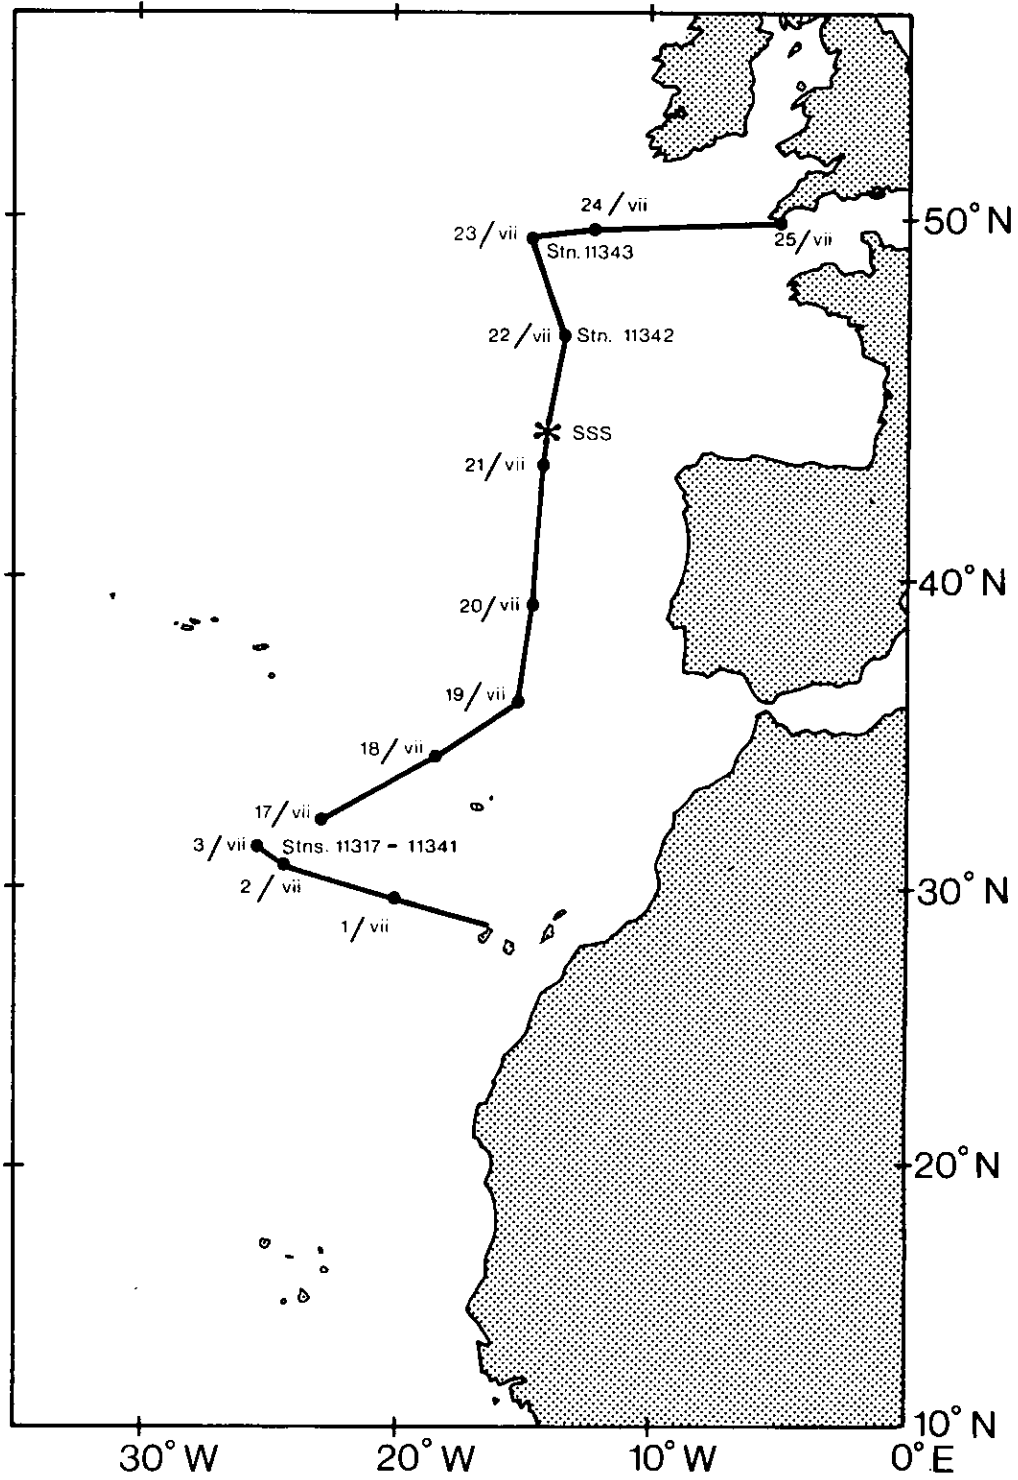 24/vii
50°N
23/vii
25/vii
Stn. 11343
22/vii Stn. 11342
SSS
21/vii
40°N
20/vii
19/vii
18/vii
17/vii
3/vii Stns. 11317 - 11341
2/vii
30°N
1/vii
20°N
10°N
30°W 20°W 10°W 0°E